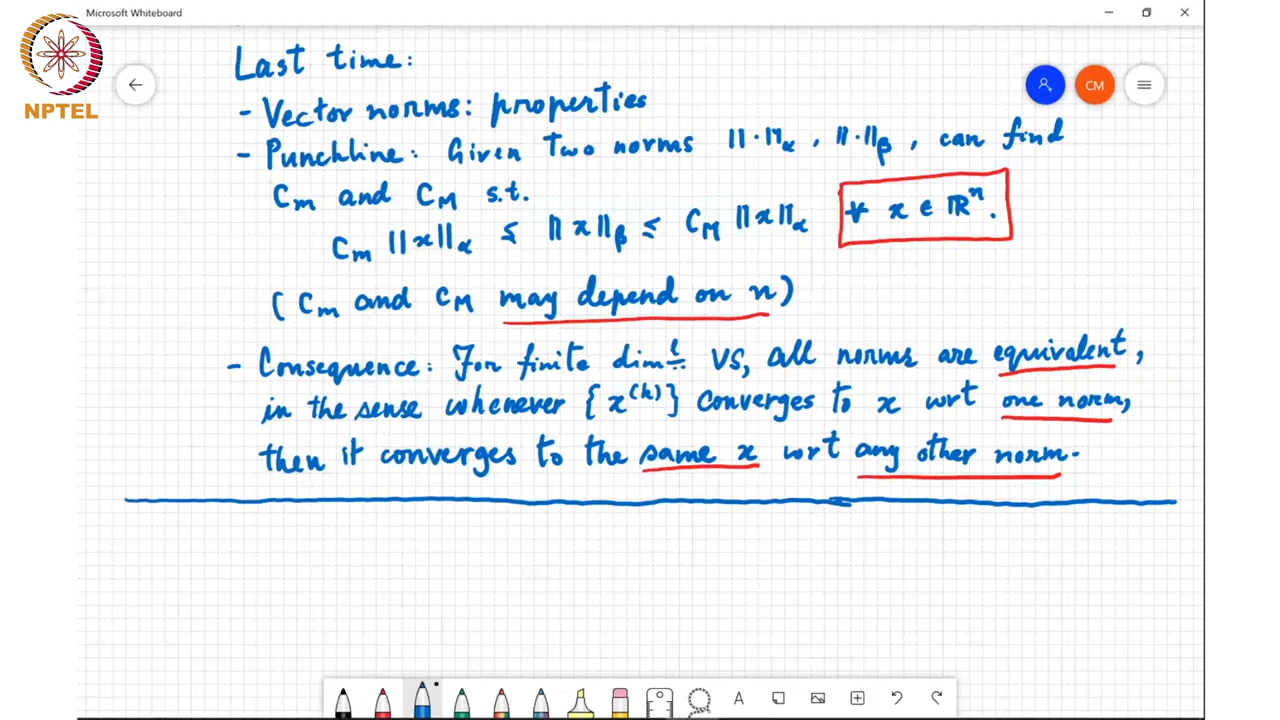 Microsoft Whiteboard
NPTEL
CM
Last time:
- Vector norms: properties
- Punchline: Given two norms ||·||α, ||·||β, can find
Cm and CM s.t.
Cm ||x||α ≤ ||x||β ≤ CM ||x||α ∀ x ∈ ℝⁿ.
(Cm and CM may depend on n)
- Consequence: For finite dimˡ VS, all norms are equivalent,
in the sense whenever {x⁽ᵏ⁾} converges to x wrt one norm,
then it converges to the same x wrt any other norm.
A